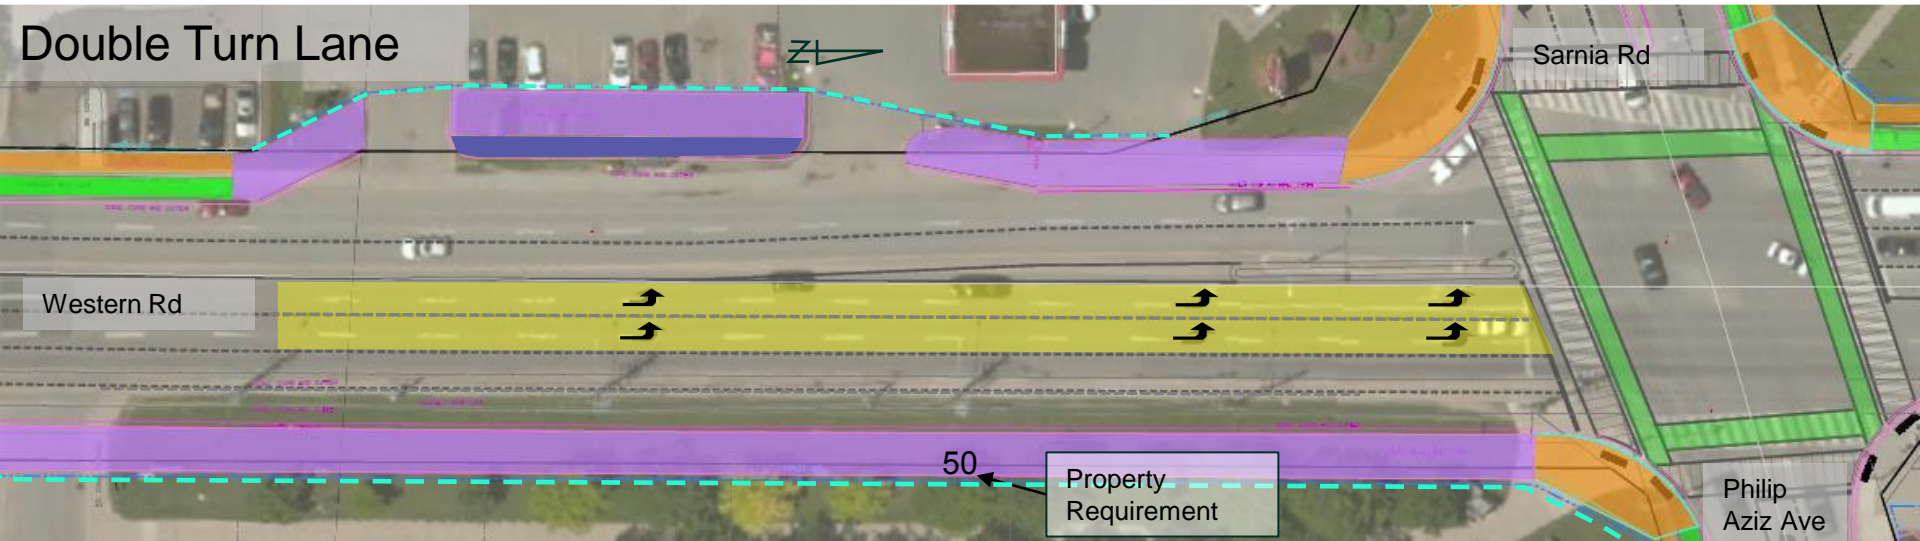 Double Turn Lane
Sarnia Rd
Western Rd
50
Property
Requirement
Philip
Aziz Ave